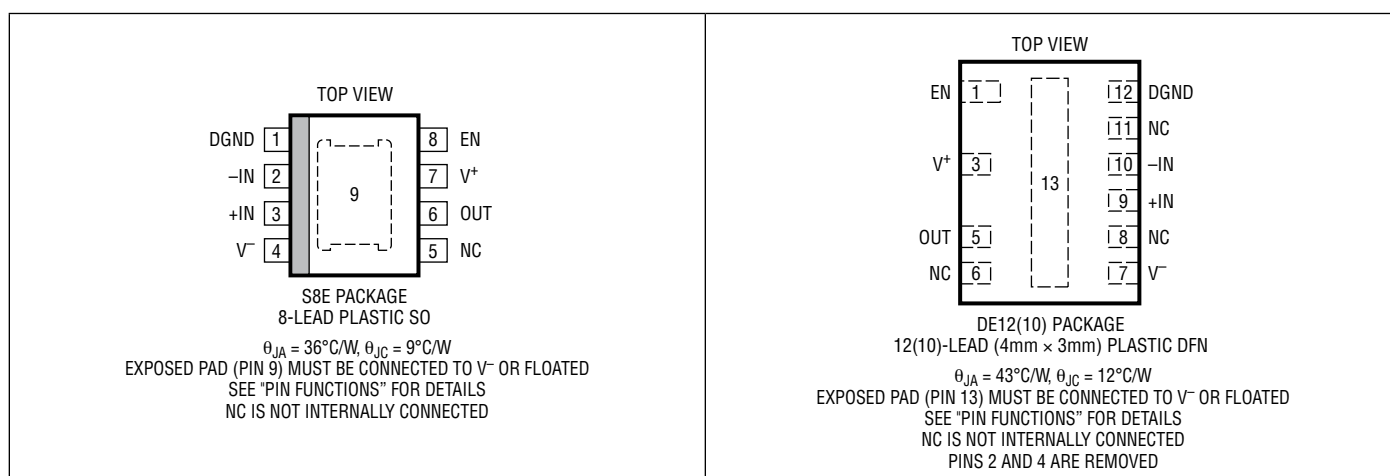 TOP VIEW
DGND 1 8 EN
–IN 2 7 V+
+IN 3 9 6 OUT
V– 4 5 NC
S8E PACKAGE
8-LEAD PLASTIC SO
θJA = 36°C/W, θJC = 9°C/W
EXPOSED PAD (PIN 9) MUST BE CONNECTED TO V– OR FLOATED
SEE "PIN FUNCTIONS” FOR DETAILS
NC IS NOT INTERNALLY CONNECTED
TOP VIEW
EN 1 12 DGND
11 NC
V+ 3 10 –IN
13
9 +IN
OUT 5 8 NC
NC 6 7 V–
DE12(10) PACKAGE
12(10)-LEAD (4mm × 3mm) PLASTIC DFN
θJA = 43°C/W, θJC = 12°C/W
EXPOSED PAD (PIN 13) MUST BE CONNECTED TO V– OR FLOATED
SEE "PIN FUNCTIONS” FOR DETAILS
NC IS NOT INTERNALLY CONNECTED
PINS 2 AND 4 ARE REMOVED